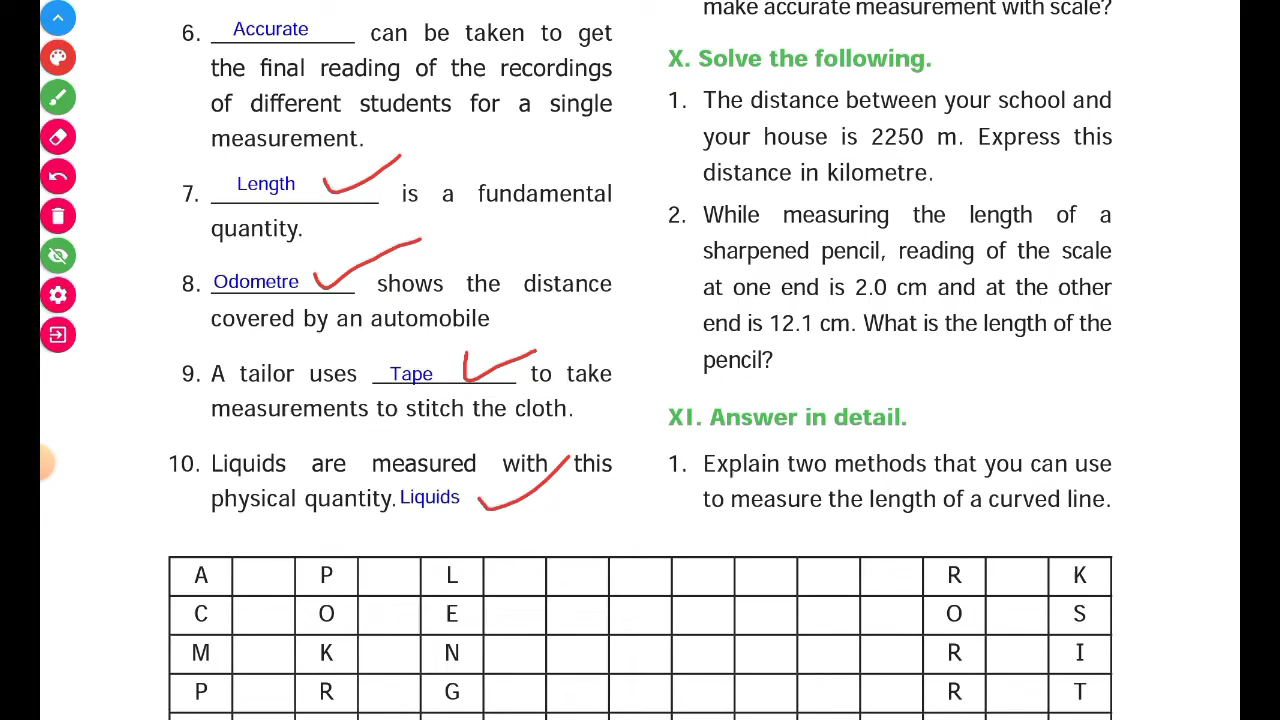 6. Accurate can be taken to get
the final reading of the recordings
of different students for a single
measurement.
7. Length is a fundamental
quantity.
8. Odometre shows the distance
covered by an automobile
9. A tailor uses Tape to take
measurements to stitch the cloth.
10. Liquids are measured with this
physical quantity. Liquids
make accurate measurement with scale?
X. Solve the following.
1. The distance between your school and
your house is 2250 m. Express this
distance in kilometre.
2. While measuring the length of a
sharpened pencil, reading of the scale
at one end is 2.0 cm and at the other
end is 12.1 cm. What is the length of the
pencil?
XI. Answer in detail.
1. Explain two methods that you can use
to measure the length of a curved line.
A P L R K
C O E O S
M K N R I
P R G R T